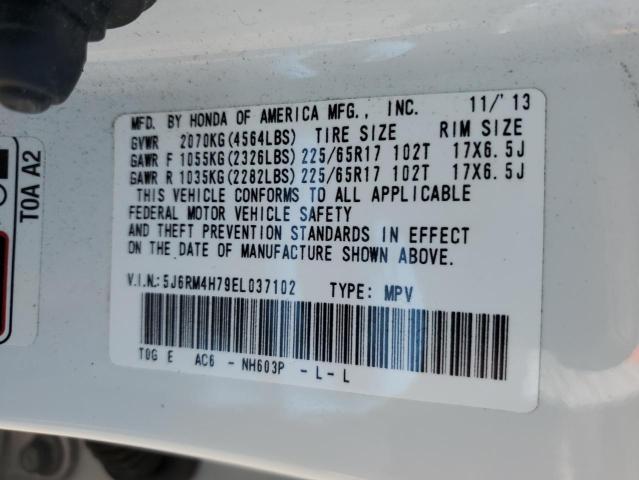 MFD. BY HONDA OF AMERICA MFG., INC. 11/'13
GVWR 2070KG(4564LBS) TIRE SIZE RIM SIZE
GAWR F 1055KG(2326LBS) 225/65R17 102T 17X6.5J
GAWR R 1035KG(2282LBS) 225/65R17 102T 17X6.5J
THIS VEHICLE CONFORMS TO ALL APPLICABLE
FEDERAL MOTOR VEHICLE SAFETY
AND THEFT PREVENTION STANDARDS IN EFFECT
ON THE DATE OF MANUFACTURE SHOWN ABOVE.
V.I.N.: 5J6RM4H79EL037102 TYPE: MPV
T0G E AC6 - NH603P - L - L
T0A A2